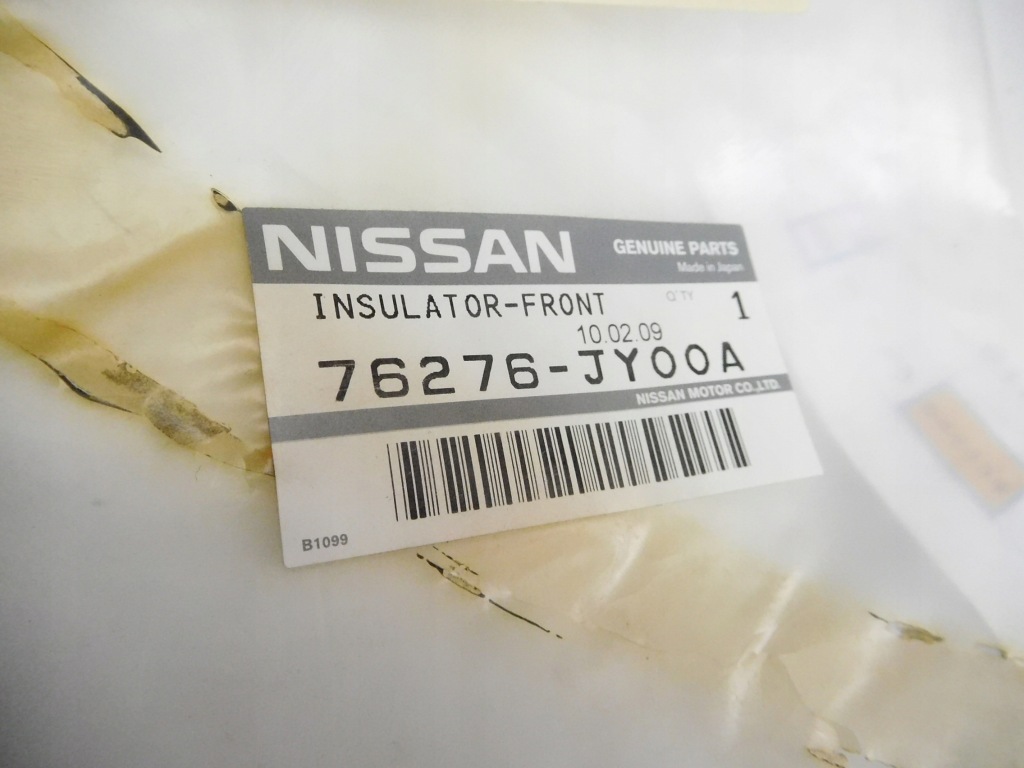 NISSAN GENUINE PARTS
Made in Japan
INSULATOR-FRONT Q'TY 1
10.02.09
76276-JY00A
NISSAN MOTOR CO.,LTD.
B1099